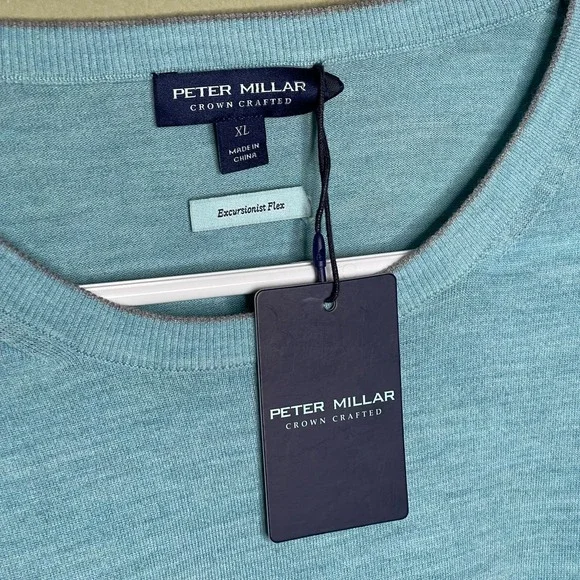 PETER MILLAR
CROWN CRAFTED
XL
MADE IN
CHINA
Excursionist Flex
PETER MILLAR
CROWN CRAFTED